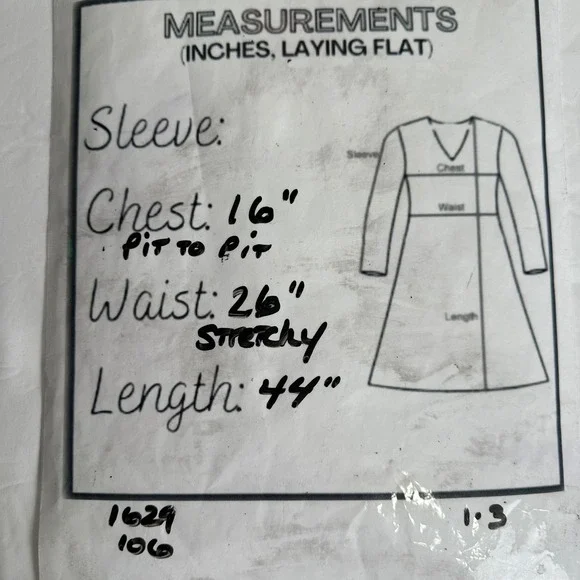 MEASUREMENTS
(INCHES, LAYING FLAT)
Sleeve:
Chest: 16"
PIT TO PIT
Waist: 26"
STRETCHY
Length: 44"
Sleeve
Chest
Waist
Length
1629
106
1.3